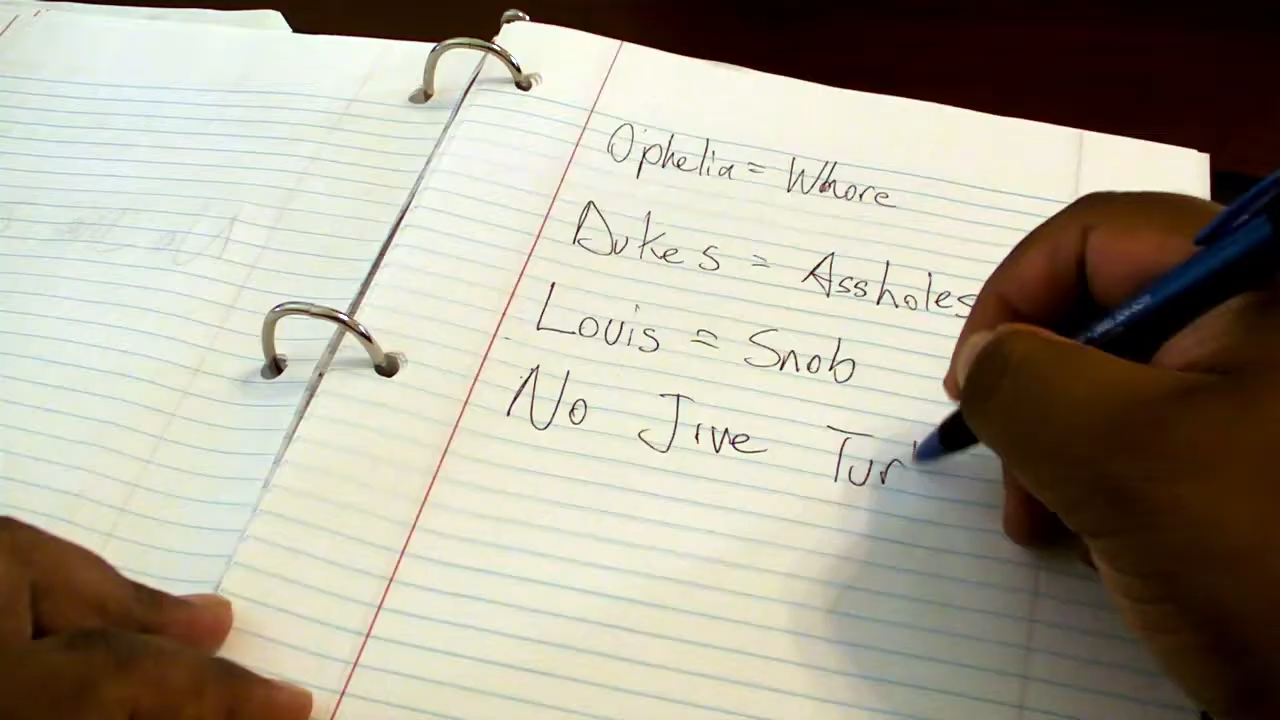 Ophelia = Whore
Dukes = Assholes
Louis = Snob
No Jive Tur